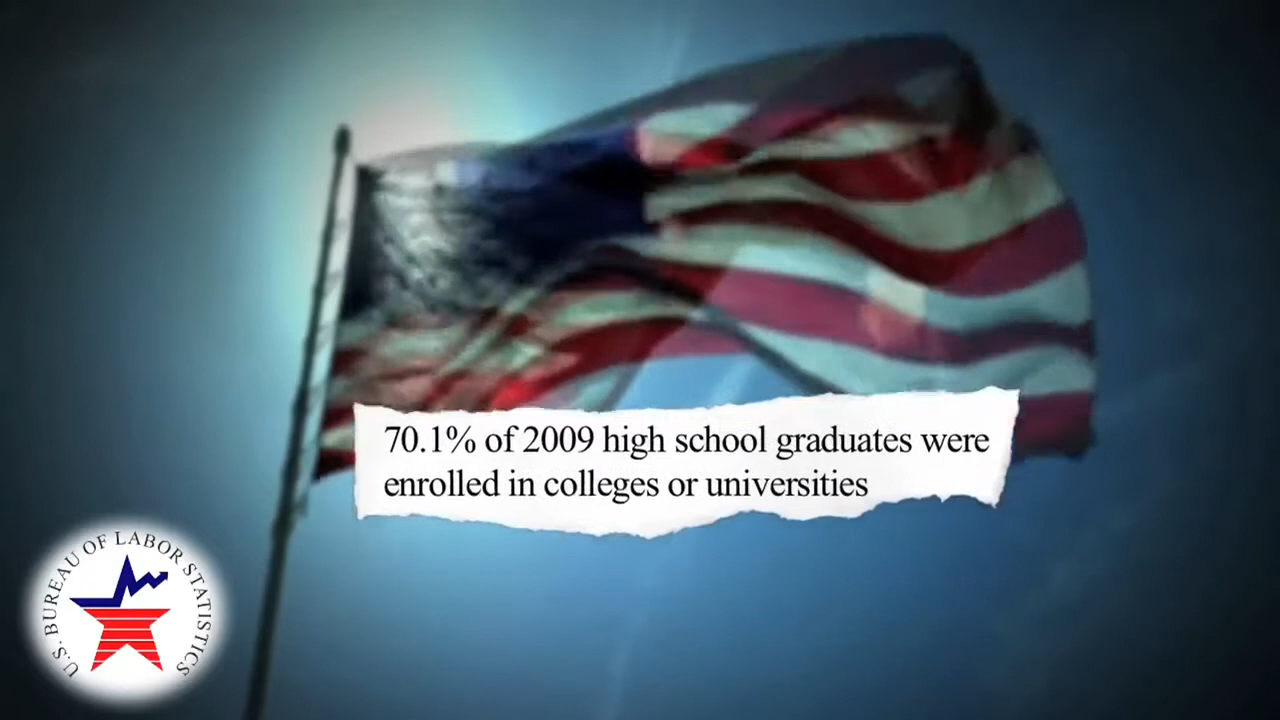 70.1% of 2009 high school graduates were
enrolled in colleges or universities
U.S. BUREAU OF LABOR STATISTICS